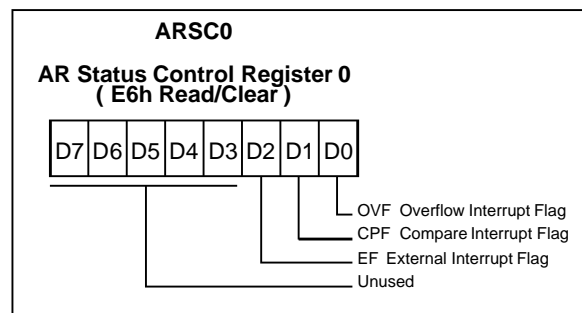 ARSC0
AR Status Control Register 0
( E6h Read/Clear )
D7 D6 D5 D4 D3 D2 D1 D0
OVF Overflow Interrupt Flag
CPF Compare Interrupt Flag
EF External Interrupt Flag
Unused